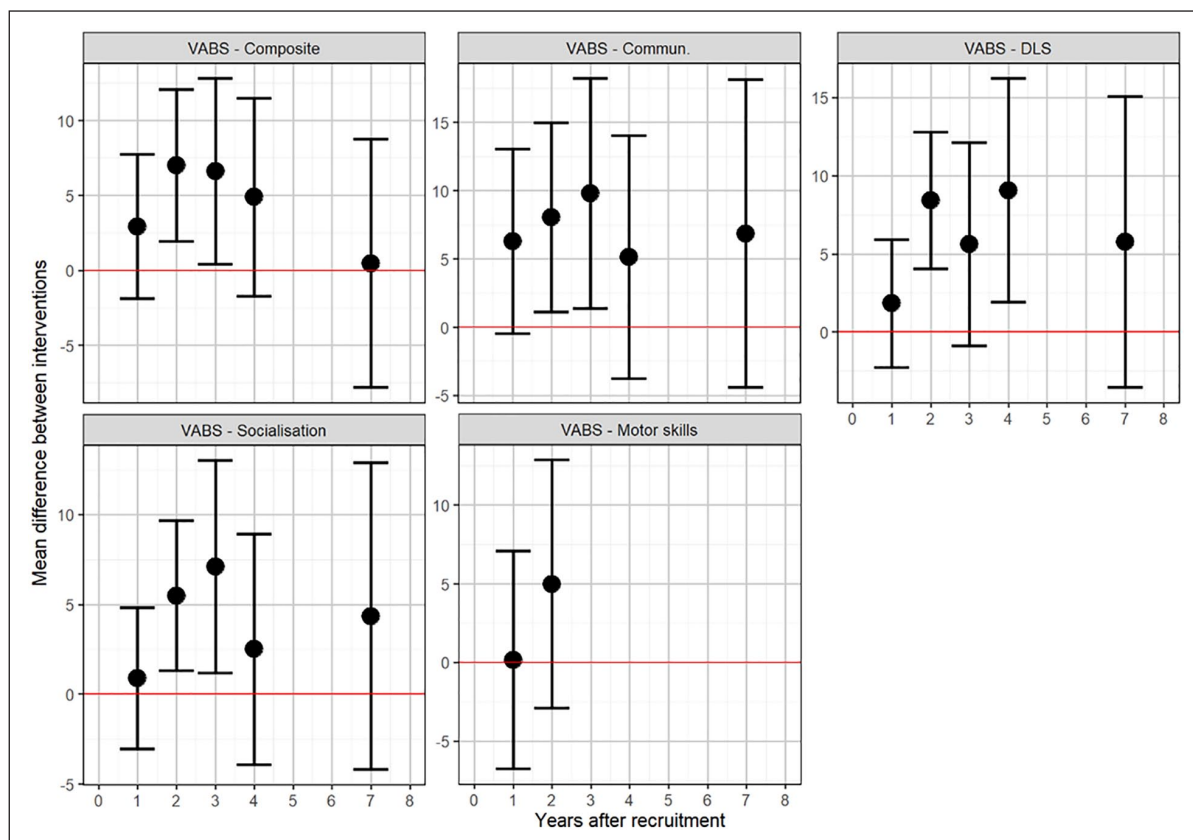 VABS - Composite
VABS - Commun.
VABS - DLS
10
5
0
-5
15
10
5
0
-5
15
10
5
0
0 1 2 3 4 5 6 7 8
Mean difference between interventions
VABS - Socialisation
VABS - Motor skills
10
5
0
-5
10
5
0
-5
0 1 2 3 4 5 6 7 8
0 1 2 3 4 5 6 7 8
Years after recruitment